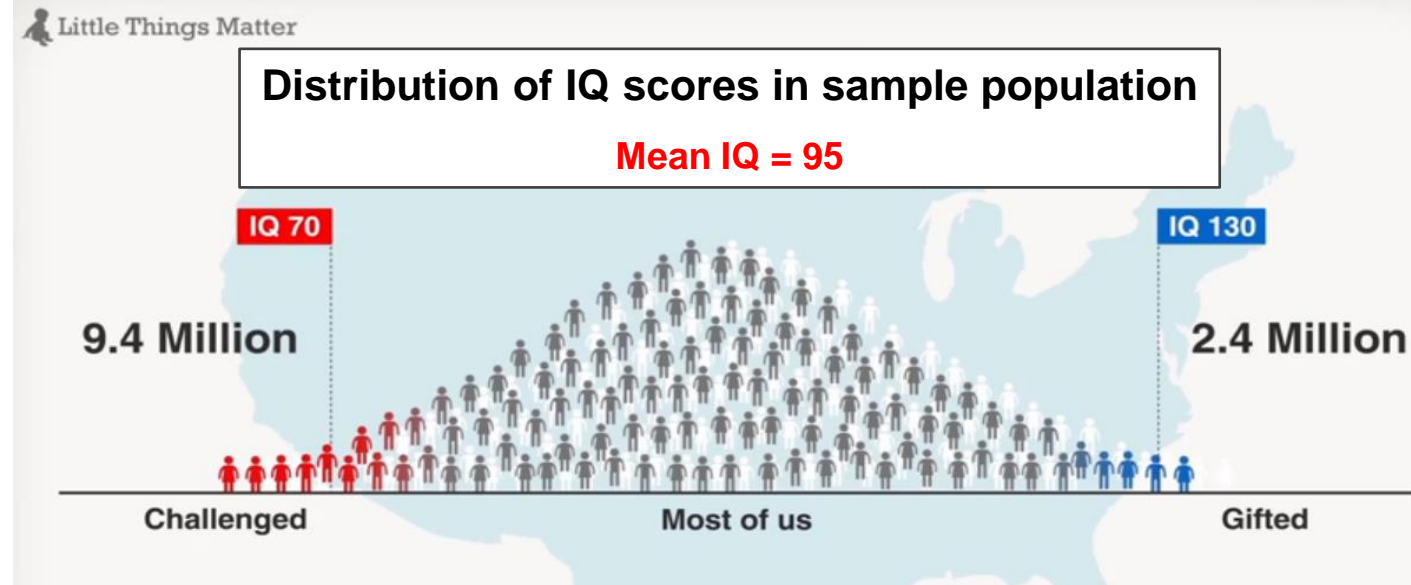 Little Things Matter
Distribution of IQ scores in sample population
Mean IQ = 95
IQ 70
IQ 130
9.4 Million
2.4 Million
Challenged
Most of us
Gifted